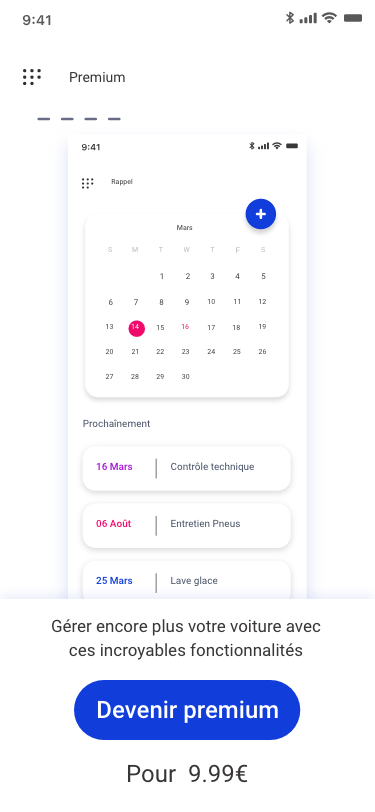 9:41
Premium
9:41
Rappel
Mars
S M T W T F S
1 2 3 4 5
6 7 8 9 10 11 12
13 14 15 16 17 18 19
20 21 22 23 24 25 26
27 28 29 30
Prochaînement
16 Mars Contrôle technique
06 Août Entretien Pneus
25 Mars Lave glace
Gérer encore plus votre voiture avec
ces incroyables fonctionnalités
Devenir premium
Pour 9.99€